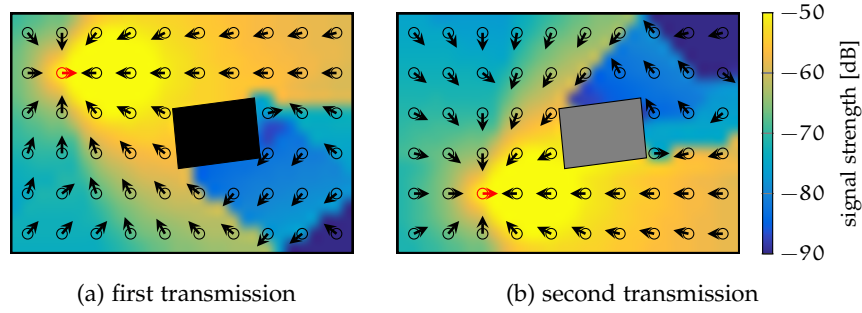 −50
−60
−70
−80
−90
signal strength [dB]
(a) first transmission
(b) second transmission